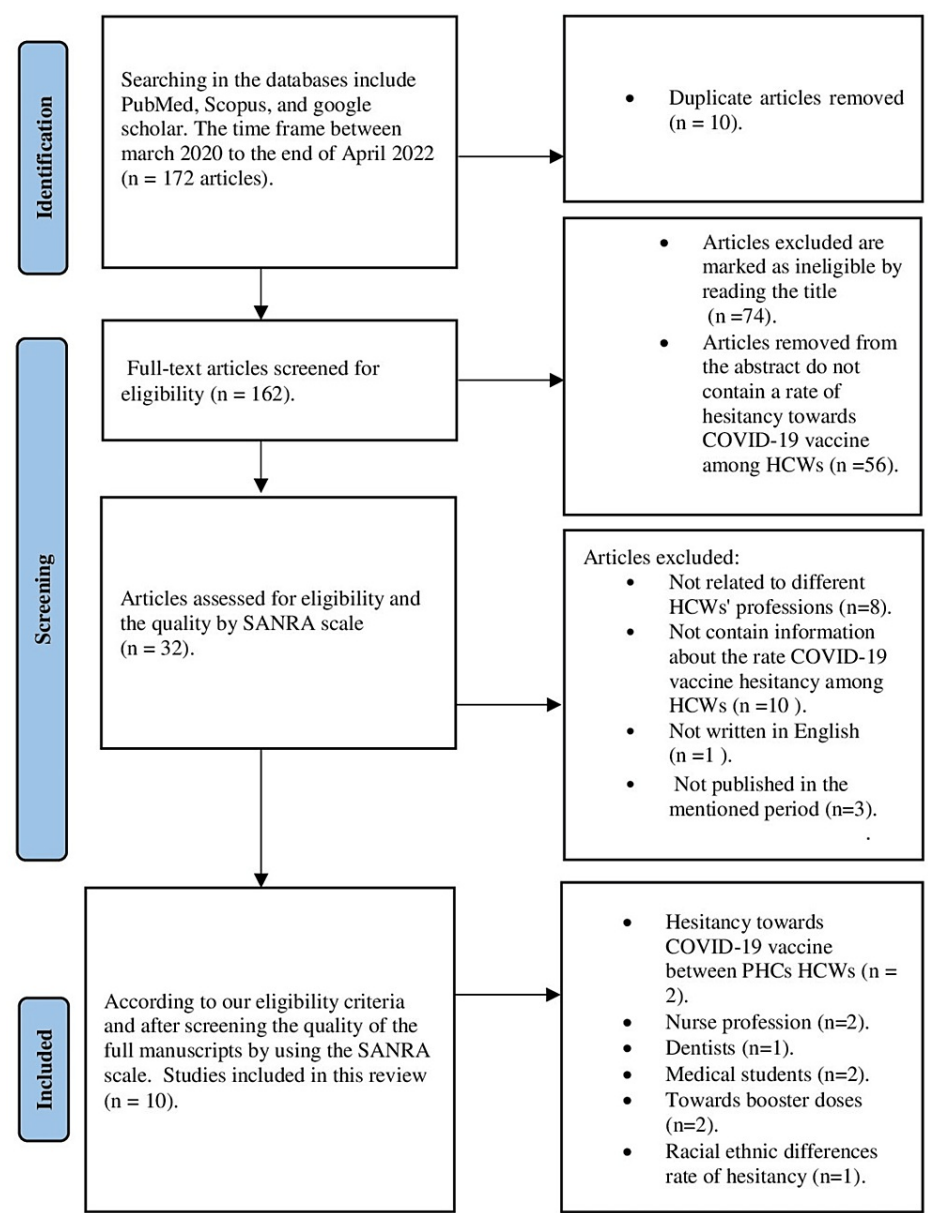 Identification
Searching in the databases include
PubMed, Scopus, and google
scholar. The time frame between
march 2020 to the end of April 2022
(n = 172 articles).
• Duplicate articles removed
(n = 10).
Screening
Full-text articles screened for
eligibility (n = 162).
• Articles excluded are
marked as ineligible by
reading the title
(n =74).
• Articles removed from
the abstract do not
contain a rate of
hesitancy towards
COVID-19 vaccine
among HCWs (n =56).
Articles assessed for eligibility and
the quality by SANRA scale
(n = 32).
Articles excluded:
• Not related to different
HCWs' professions (n=8).
• Not contain information
about the rate COVID-19
vaccine hesitancy among
HCWs (n =10 ).
• Not written in English
(n =1 ).
• Not published in the
mentioned period (n=3).
.
Included
According to our eligibility criteria
and after screening the quality of the
full manuscripts by using the SANRA
scale. Studies included in this review
(n = 10).
• Hesitancy towards
COVID-19 vaccine
between PHCs HCWs (n =
2).
• Nurse profession (n=2).
• Dentists (n=1).
• Medical students (n=2).
• Towards booster doses
(n=2).
• Racial ethnic differences
rate of hesitancy (n=1).